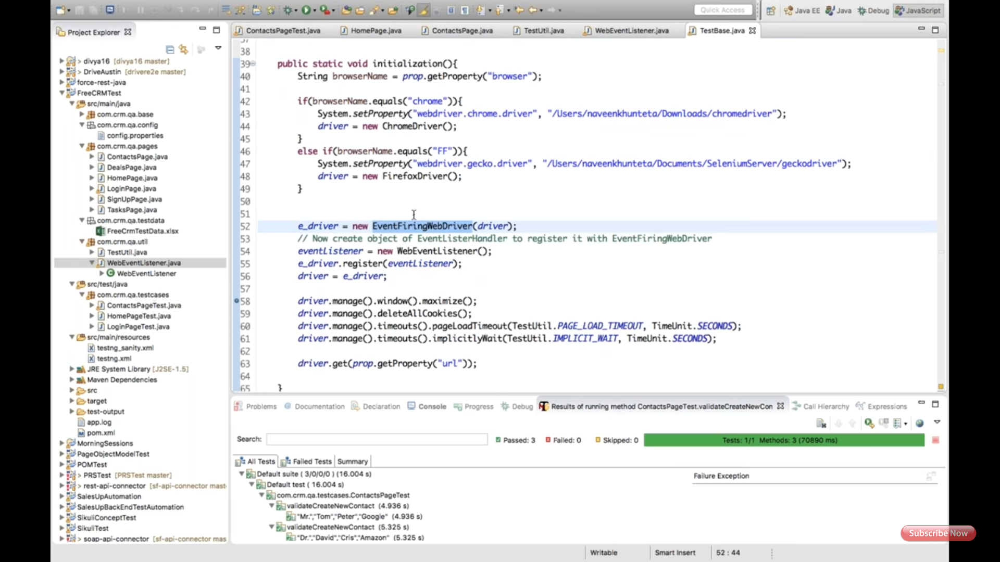 Quick Access
Java EE
Java
Debug
JavaScript
Project Explorer
ContactsPageTest.java
HomePage.java
ContactsPage.java
TestUtil.java
WebEventListener.java
TestBase.java
> divya16 [divya16 master]
> DriveAustin [drivere2e master]
force-rest-java
FreeCRMTest
src/main/java
com.crm.qa.base
com.crm.qa.config
config.properties
com.crm.qa.pages
ContactsPage.java
DealsPage.java
HomePage.java
LoginPage.java
SignUpPage.java
TasksPage.java
com.crm.qa.testdata
FreeCrmTestData.xlsx
com.crm.qa.util
TestUtil.java
WebEventListener.java
WebEventListener
src/test/java
com.crm.qa.testcases
ContactsPageTest.java
HomePageTest.java
LoginPageTest.java
src/main/resources
testng_sanity.xml
testng.xml
JRE System Library [J2SE-1.5]
Maven Dependencies
src
target
test-output
app.log
pom.xml
MorningSessions
PageObjectModelTest
POMTest
> PRSTest [PRSTest master]
> rest-api-connector [sf-api-connector mast
SalesUpAutomation
SalesUpBackEndTestAutomation
SikuliConceptTest
SikuliTest
> soap-api-connector [sf-api-connector mas
37
38
39 public static void initialization(){
40 String browserName = prop.getProperty("browser");
41
42 if(browserName.equals("chrome")){
43 System.setProperty("webdriver.chrome.driver", "/Users/naveenkhunteta/Downloads/chromedriver");
44 driver = new ChromeDriver();
45 }
46 else if(browserName.equals("FF")){
47 System.setProperty("webdriver.gecko.driver", "/Users/naveenkhunteta/Documents/SeleniumServer/geckodriver");
48 driver = new FirefoxDriver();
49 }
50
51
52 e_driver = new EventFiringWebDriver(driver);
53 // Now create object of EventListerHandler to register it with EventFiringWebDriver
54 eventListener = new WebEventListener();
55 e_driver.register(eventListener);
56 driver = e_driver;
57
58 driver.manage().window().maximize();
59 driver.manage().deleteAllCookies();
60 driver.manage().timeouts().pageLoadTimeout(TestUtil.PAGE_LOAD_TIMEOUT, TimeUnit.SECONDS);
61 driver.manage().timeouts().implicitlyWait(TestUtil.IMPLICIT_WAIT, TimeUnit.SECONDS);
62
63 driver.get(prop.getProperty("url"));
64
65 }
Problems
Documentation
Declaration
Console
Progress
Debug
Results of running method ContactsPageTest.validateCreateNewCon
Call Hierarchy
Expressions
Search:
Passed: 3
Failed: 0
Skipped: 0
Tests: 1/1 Methods: 3 (70890 ms)
All Tests
Failed Tests
Summary
Default suite ( 3/0/0/0 ) (16.004 s)
Default test ( 16.004 s)
com.crm.qa.testcases.ContactsPageTest
validateCreateNewContact (4.936 s)
"Mr.","Tom","Peter","Google" (4.936 s)
validateCreateNewContact (5.325 s)
"Dr.","David","Cris","Amazon" (5.325 s)
Failure Exception
Subscribe Now
Writable
Smart Insert
52 : 44